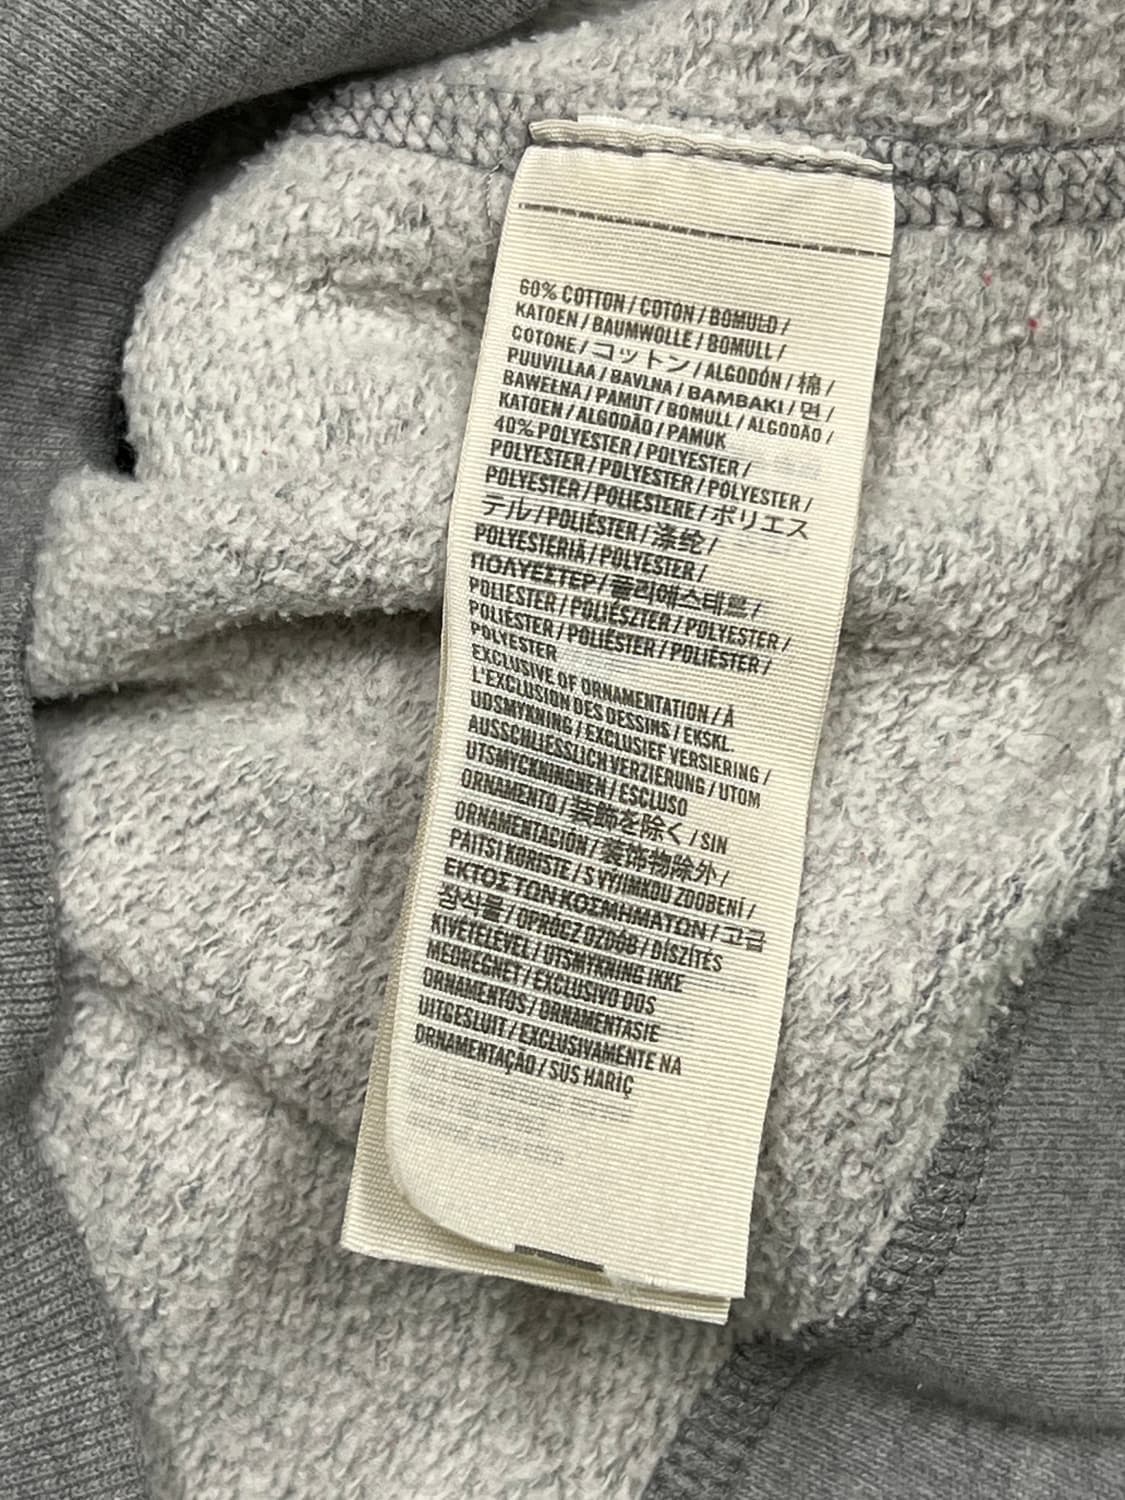 60% COTTON / COTON / BOMULD /
KATOEN / BAUMWOLLE / BOMULL /
COTONE / コットン / ALGODÓN / 棉 /
PUUVILLAA / BAVLNA / BAMBAKI / 면 /
BAWEŁNA / PAMUT / BOMULL / ALGODÃO /
KATOEN / ALGODÃO / PAMUK
40% POLYESTER / POLYESTER /
POLYESTER / POLYESTER / POLYESTER /
POLYESTER / POLIESTERE / ポリエス
テル / POLIÉSTER / 涤纶 /
POLYESTERIÄ / POLYESTER /
ΠΟΛΥΕΣΤΕΡ / 폴리에스테르 /
POLIESTER / POLIÉSZTER / POLYESTER /
POLIÉSTER / POLIËSTER / POLIÉSTER /
POLYESTER
EXCLUSIVE OF ORNAMENTATION / À
L'EXCLUSION DES DESSINS / EKSKL.
UDSMYKNING / EXCLUSIEF VERSIERING /
AUSSCHLIESSLICH VERZIERUNG / UTOM
UTSMYCKNINGNEN / ESCLUSO
ORNAMENTO / 装飾を除く / SIN
ORNAMENTACIÓN / 装饰物除外 /
PAITSI KORISTE / S VÝJIMKOU ZDOBENÍ /
ΕΚΤΟΣ ΤΩΝ ΚΟΣΜΗΜΑΤΩΝ / 고급
장식물 / OPRÓCZ OZDÓB / DÍSZÍTÉS
KIVÉTELÉVEL / UTSMYKNING IKKE
MEDREGNET / EXCLUSIVO DOS
ORNAMENTOS / ORNAMENTASIE
UITGESLUIT / EXCLUSIVAMENTE NA
ORNAMENTAÇÃO / SÜS HARİÇ